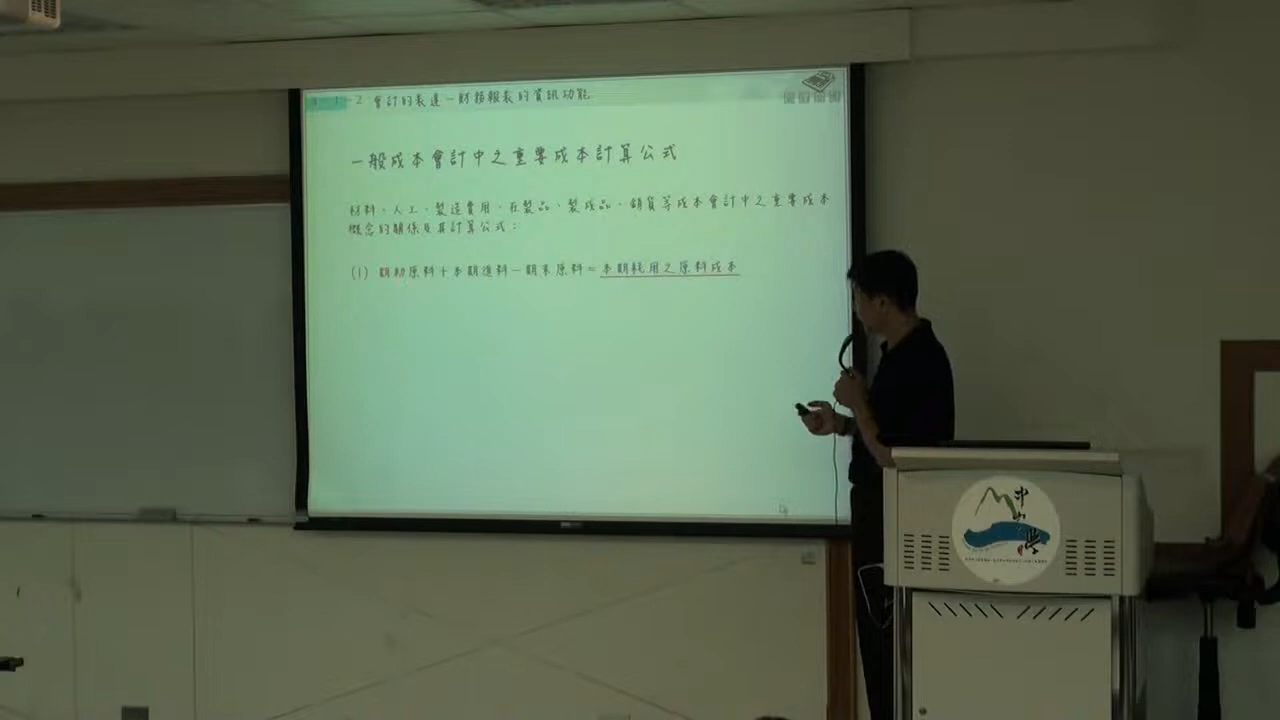 1-2 會計的表達－財務報表的資訊功能
一般成本會計中之重要成本計算公式
材料、人工、製造費用、在製品、製成品、銷貨等成本會計中之重要成本
概念的關係及其計算公式：
(1) 期初原料＋本期進料－期末原料＝本期耗用之原料成本
中山